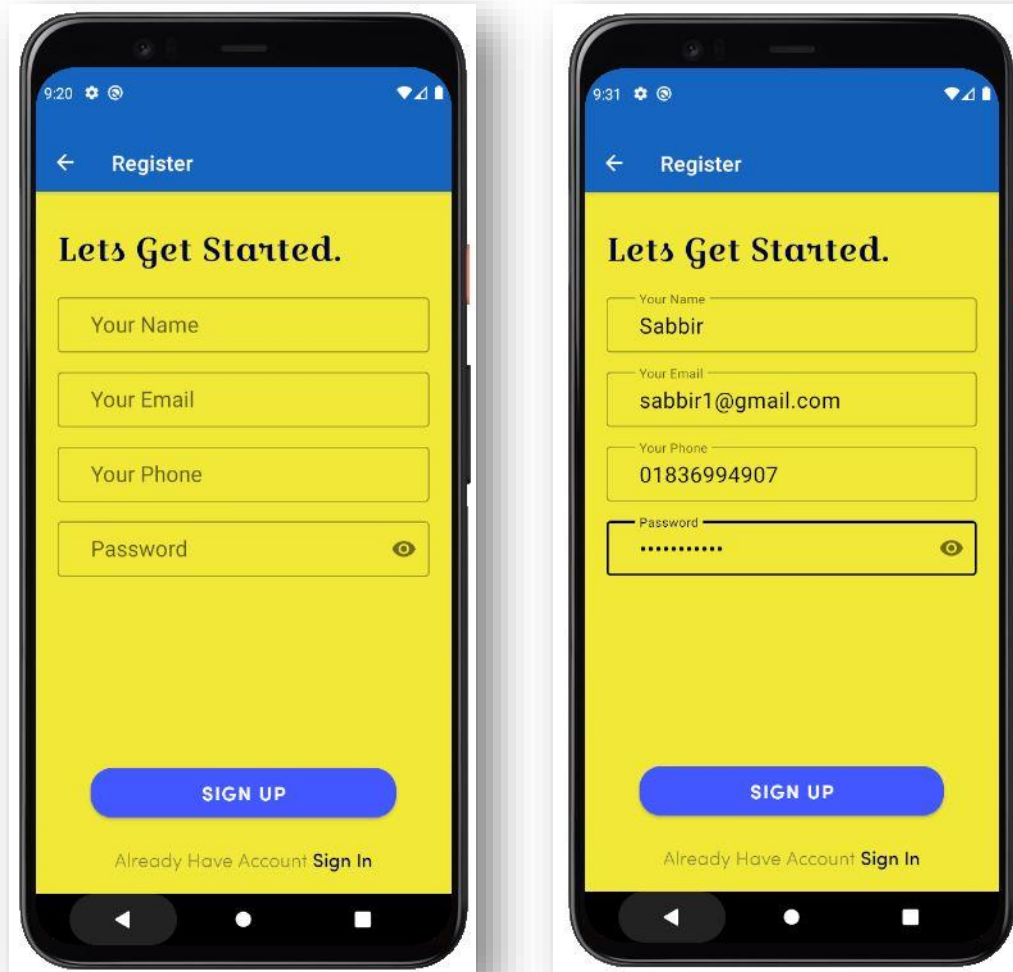 9:20
Register
Lets Get Started.
Your Name
Your Email
Your Phone
Password
SIGN UP
Already Have Account Sign In
9:31
Register
Lets Get Started.
Your Name
Sabbir
Your Email
sabbir1@gmail.com
Your Phone
01836994907
Password
•••••••••••
SIGN UP
Already Have Account Sign In